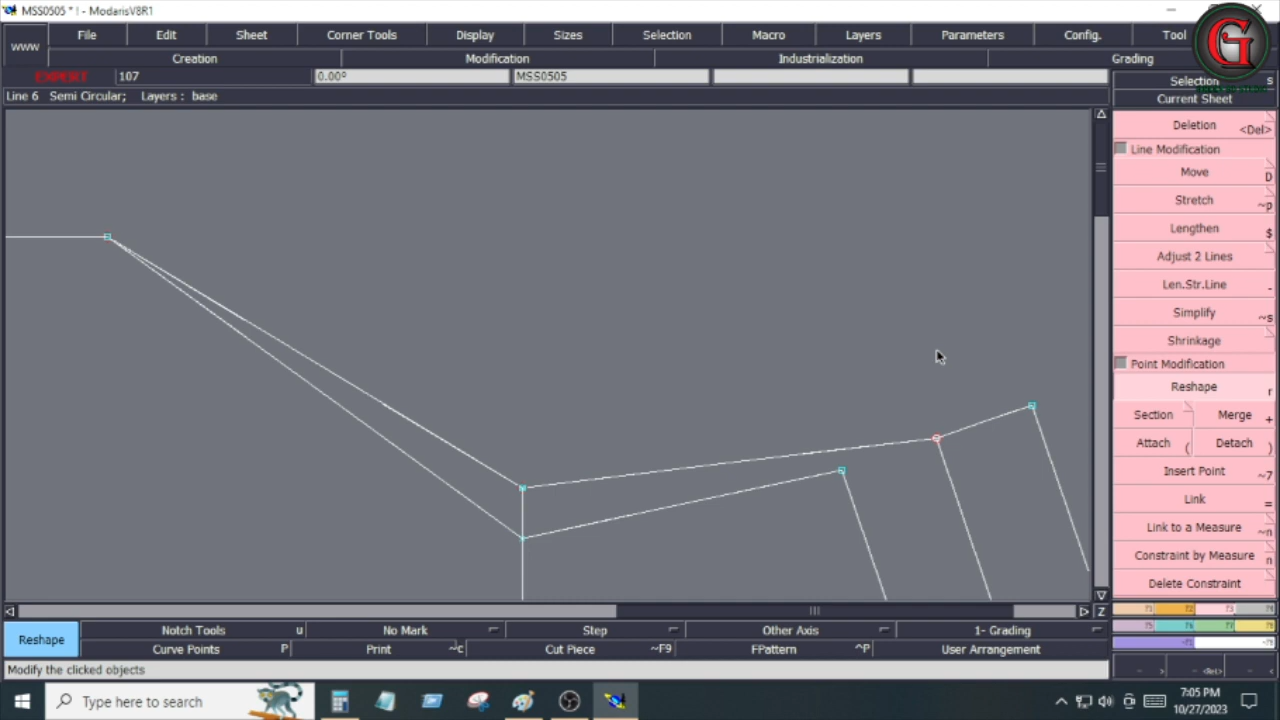 MSS0505 * ! - ModarisV8R1
www File Edit Sheet Corner Tools Display Sizes Selection Macro Layers Parameters Config. Tool
Creation Modification Industrialization Grading
EXPERT 107 0.00º MSS0505
Line 6 Semi Circular; Layers : base
Selection s
Current Sheet
Deletion <Del>
Line Modification
Move D
Stretch ~p
Lengthen $
Adjust 2 Lines
Len.Str.Line -
Simplify ~s
Shrinkage
Point Modification
Reshape r
Section Merge +
Attach ( Detach )
Insert Point ~7
Link =
Link to a Measure ~n
Constraint by Measure n
Delete Constraint
Z
Reshape
Notch Tools u No Mark Step Other Axis 1- Grading
Curve Points P Print ~c Cut Piece ~F9 FPattern ^P User Arrangement
Modify the clicked objects
Type here to search
7:05 PM
10/27/2023